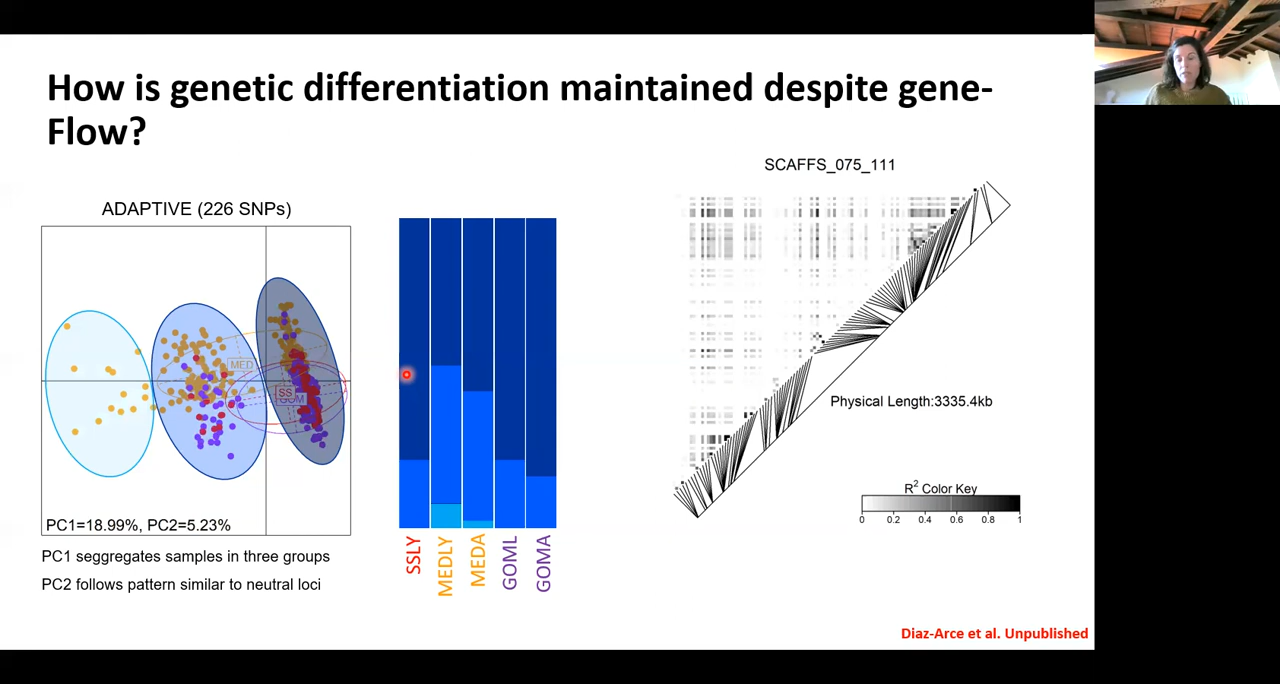 How is genetic differentiation maintained despite gene-
Flow?
ADAPTIVE (226 SNPs)
MED
SS
GOM
PC1=18.99%, PC2=5.23%
PC1 seggregates samples in three groups
PC2 follows pattern similar to neutral loci
SSLY
MEDLY
MEDA
GOML
GOMA
SCAFFS_075_111
Physical Length:3335.4kb
R² Color Key
0 0.2 0.4 0.6 0.8 1
Diaz-Arce et al. Unpublished